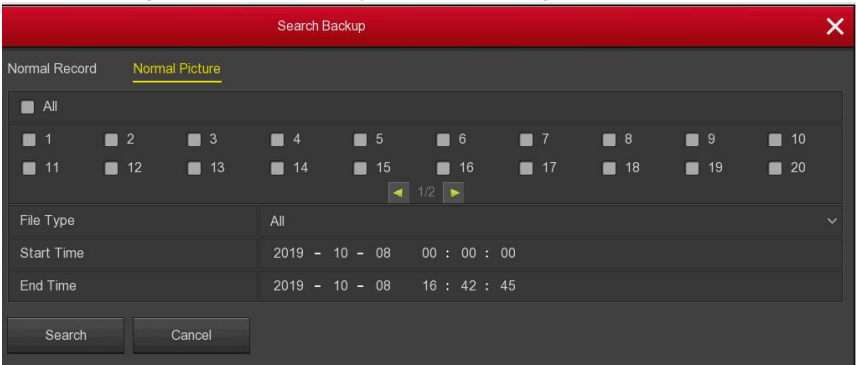 Search Backup
Normal Record Normal Picture
All
1 2 3 4 5 6 7 8 9 10
11 12 13 14 15 16 17 18 19 20
1/2
File Type All
Start Time 2019 - 10 - 08 00 : 00 : 00
End Time 2019 - 10 - 08 16 : 42 : 45
Search Cancel